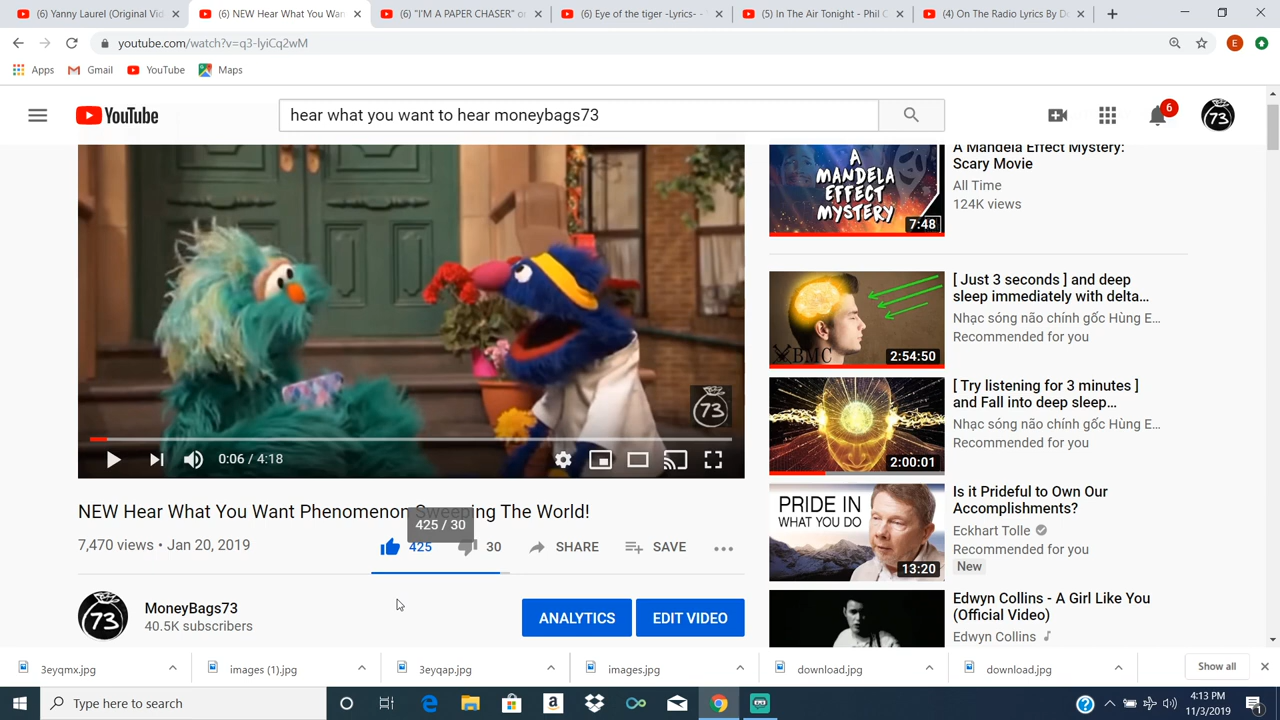 (6) Yanny Laurel (Original Vid
(6) NEW Hear What You Wan
(6) "I'M A PAPER CHASER" or
(6) Eye of the tiger -Lyrics- -
(5) In The Air Tonight - Phil C
(4) On The Radio Lyrics By Do
youtube.com/watch?v=q3-lyiCq2wM
E
Apps
Gmail
YouTube
Maps
YouTube
hear what you want to hear moneybags73
6
73
73
0:06 / 4:18
NEW Hear What You Want Phenomenon Sweeping The World!
425 / 30
7,470 views • Jan 20, 2019
425
30
SHARE
SAVE
73
MoneyBags73
40.5K subscribers
ANALYTICS
EDIT VIDEO
A
MANDELA
EFFECT
MYSTERY
7:48
A Mandela Effect Mystery:
Scary Movie
All Time
124K views
BMC
2:54:50
[ Just 3 seconds ] and deep
sleep immediately with delta...
Nhạc sóng não chính gốc Hùng E...
Recommended for you
2:00:01
[ Try listening for 3 minutes ]
and Fall into deep sleep...
Nhạc sóng não chính gốc Hùng E...
Recommended for you
PRIDE IN
WHAT YOU DO
13:20
Is it Prideful to Own Our
Accomplishments?
Eckhart Tolle
Recommended for you
New
Edwyn Collins - A Girl Like You
(Official Video)
Edwyn Collins
3eyqmx.jpg
images (1).jpg
3eyqap.jpg
images.jpg
download.jpg
download.jpg
Show all
Type here to search
4:13 PM
11/3/2019
1